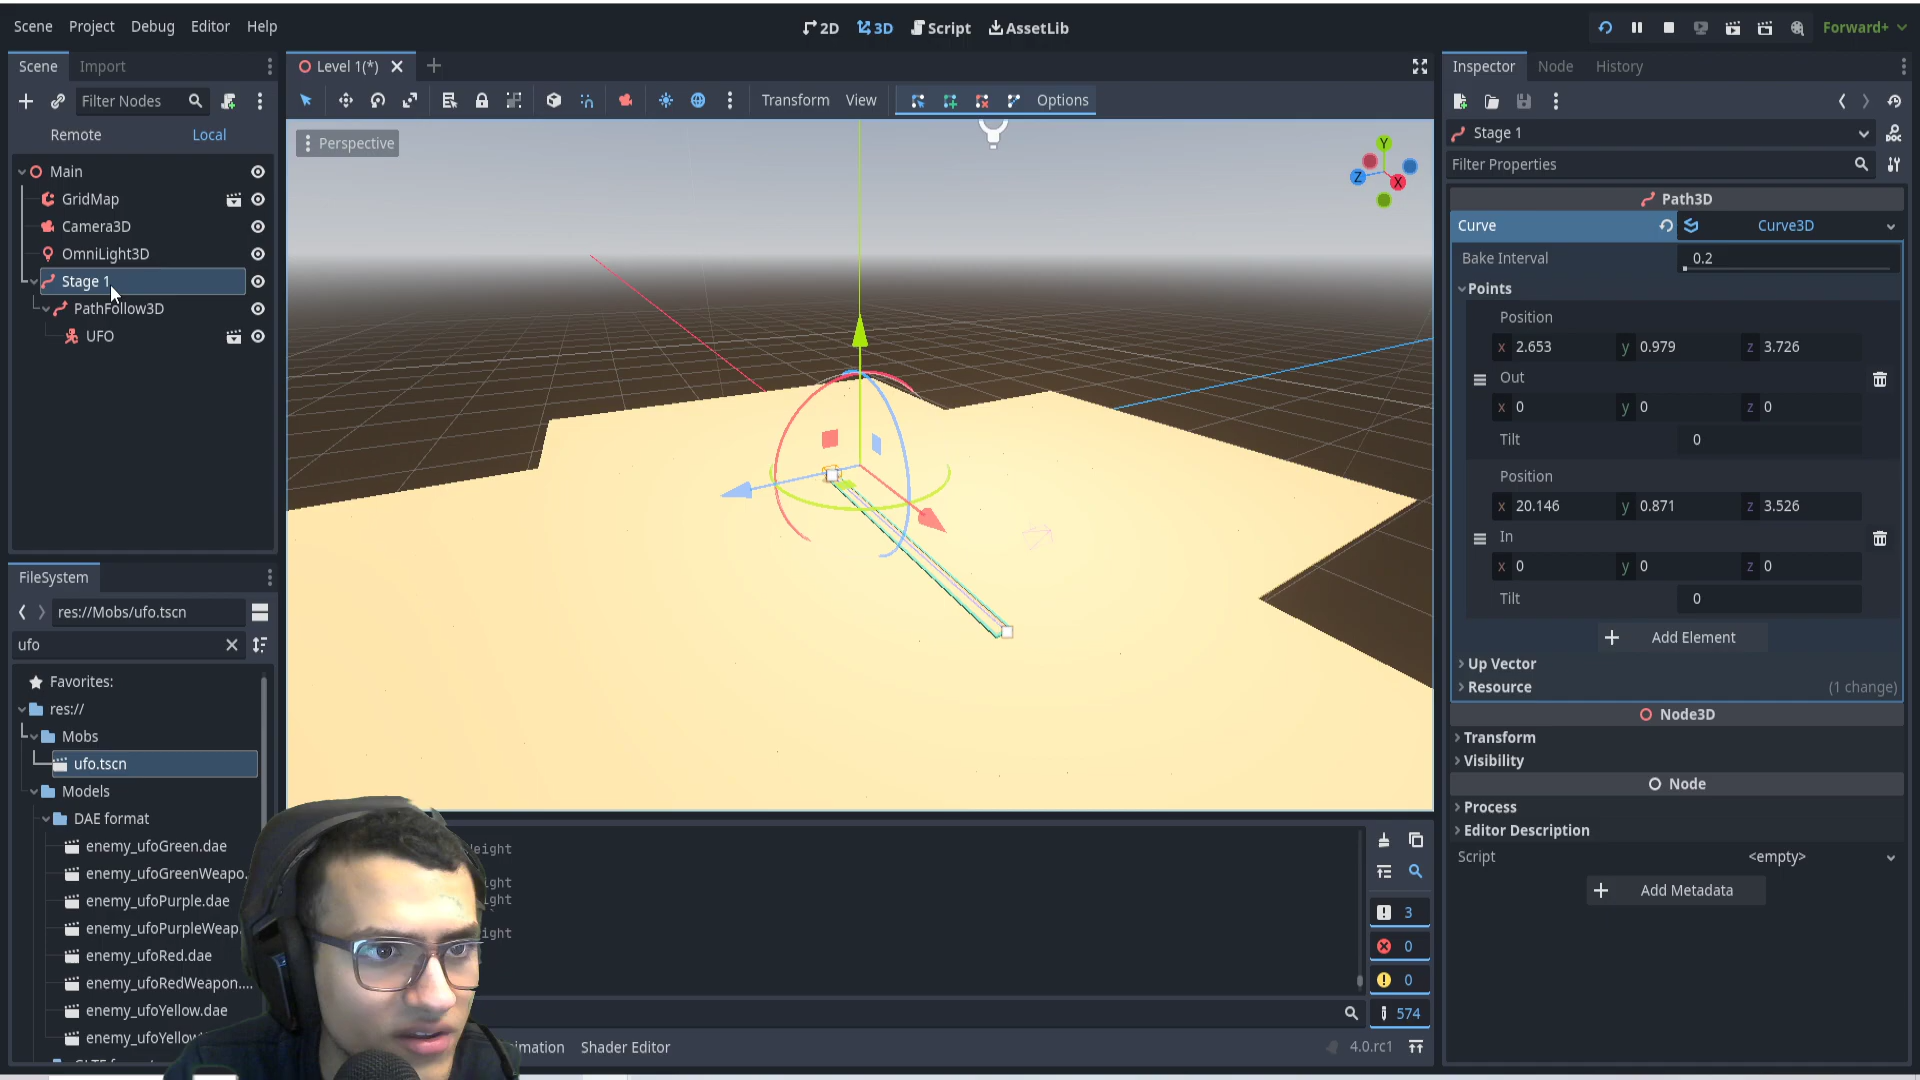 Scene Project Debug Editor Help
2D 3D Script AssetLib
Forward+
Scene Import
Filter Nodes
Remote Local
Main
GridMap
Camera3D
OmniLight3D
Stage 1
PathFollow3D
UFO
FileSystem
res://Mobs/ufo.tscn
ufo
Favorites:
res://
Mobs
ufo.tscn
Models
DAE format
enemy_ufoGreen.dae
enemy_ufoGreenWeapo.
enemy_ufoPurple.dae
enemy_ufoPurpleWeap.
enemy_ufoRed.dae
enemy_ufoRedWeapon....
enemy_ufoYellow.dae
Level 1(*)
Transform View Options
Perspective
Y
Z X
3
0
0
574
Shader Editor
4.0.rc1
Inspector Node History
Stage 1
Filter Properties
Path3D
Curve Curve3D
Bake Interval 0.2
Points
Position
x 2.653 y 0.979 z 3.726
Out
x 0 y 0 z 0
Tilt 0
Position
x 20.146 y 0.871 z 3.526
In
x 0 y 0 z 0
Tilt 0
Add Element
Up Vector
Resource (1 change)
Node3D
Transform
Visibility
Node
Process
Editor Description
Script <empty>
Add Metadata